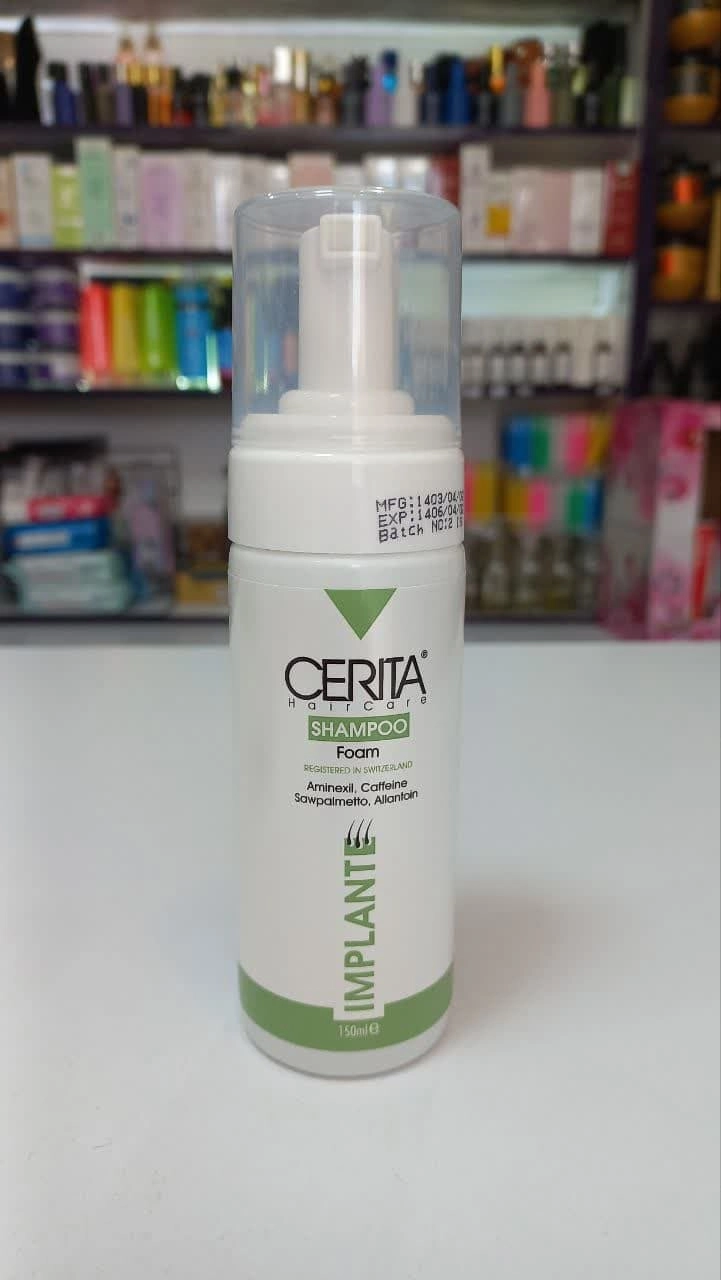 MFG:1403/04/
EXP:1406/04/
Batch NO:2
CERITA®
HairCare
SHAMPOO
Foam
REGISTERED IN SWITZERLAND
Aminexil, Caffeine
Sawpalmetto, Allantoin
IMPLANTE
150ml℮